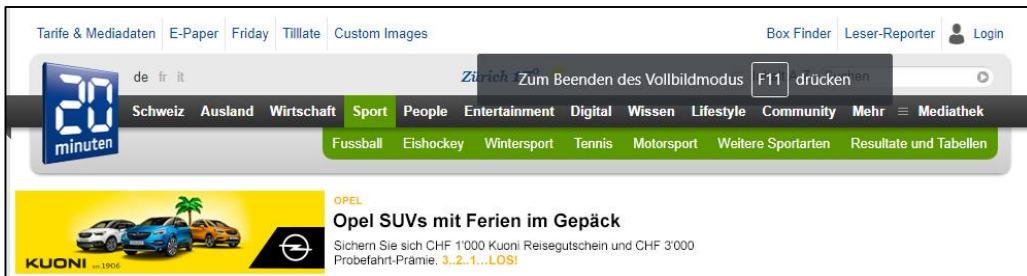 Tarife & Mediadaten E-Paper Friday Tilllate Custom Images Box Finder Leser-Reporter Login
de fr it Zürich
Zum Beenden des Vollbildmodus F11 drücken
20
minuten
Schweiz Ausland Wirtschaft Sport People Entertainment Digital Wissen Lifestyle Community Mehr Mediathek
Fussball Eishockey Wintersport Tennis Motorsport Weitere Sportarten Resultate und Tabellen
KUONI sei 1906
OPEL
Opel SUVs mit Ferien im Gepäck
Sichern Sie sich CHF 1'000 Kuoni Reisegutschein und CHF 3'000
Probefahrt-Prämie. 3..2..1...LOS!